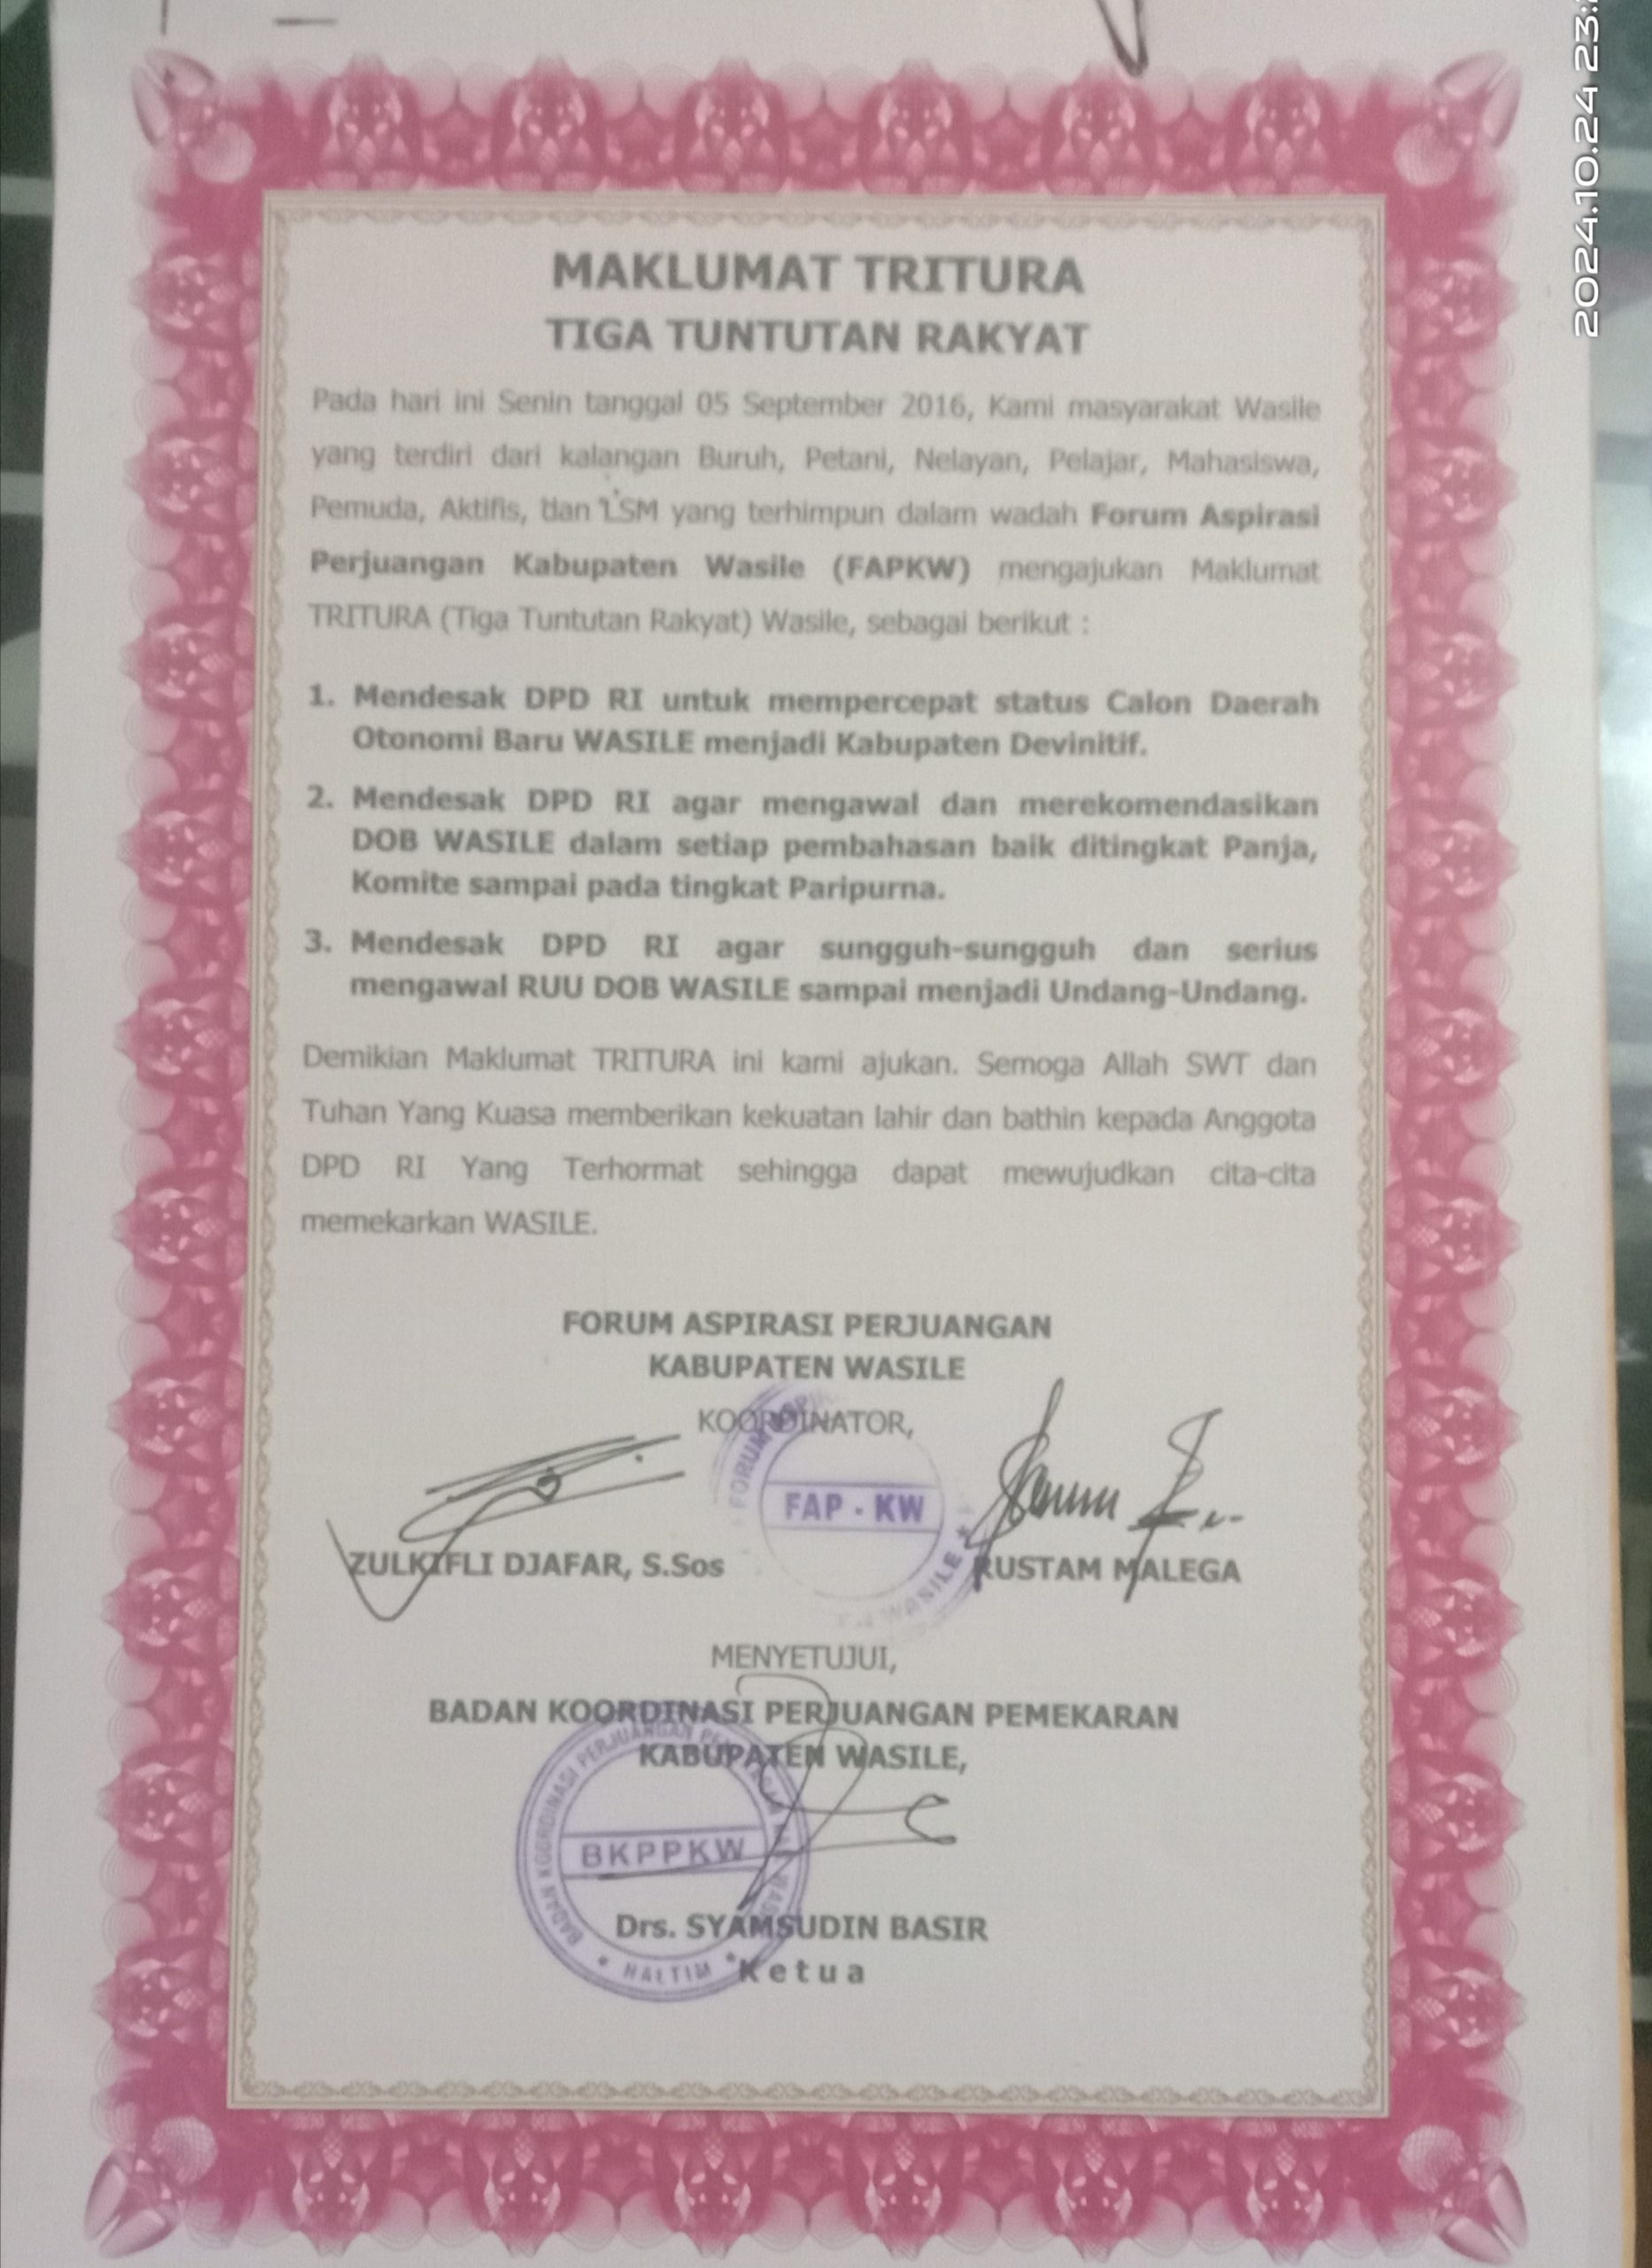 2024.10.24 23:
MAKLUMAT TRITURA
TIGA TUNTUTAN RAKYAT
Pada hari ini Senin tanggal 05 September 2016, Kami masyarakat Wasile
yang terdiri dari kalangan Buruh, Petani, Nelayan, Pelajar, Mahasiswa,
Pemuda, Aktifis, dan LSM yang terhimpun dalam wadah Forum Aspirasi
Perjuangan Kabupaten Wasile (FAPKW) mengajukan Maklumat
TRITURA (Tiga Tuntutan Rakyat) Wasile, sebagai berikut :
1. Mendesak DPD RI untuk mempercepat status Calon Daerah
Otonomi Baru WASILE menjadi Kabupaten Devinitif.
2. Mendesak DPD RI agar mengawal dan merekomendasikan
DOB WASILE dalam setiap pembahasan baik ditingkat Panja,
Komite sampai pada tingkat Paripurna.
3. Mendesak DPD RI agar sungguh-sungguh dan serius
mengawal RUU DOB WASILE sampai menjadi Undang-Undang.
Demikian Maklumat TRITURA ini kami ajukan. Semoga Allah SWT dan
Tuhan Yang Kuasa memberikan kekuatan lahir dan bathin kepada Anggota
DPD RI Yang Terhormat sehingga dapat mewujudkan cita-cita
memekarkan WASILE.
FORUM ASPIRASI PERJUANGAN
KABUPATEN WASILE
KOORDINATOR,
FORUM
FAP - KW
WASILE
ZULKIFLI DJAFAR, S.Sos
RUSTAM MALEGA
MENYETUJUI,
BADAN KOORDINASI PERJUANGAN PEMEKARAN
KABUPATEN WASILE,
BADAN KOORDINASI PERJUANGAN
BKPPKW
HALTIM
Drs. SYAMSUDIN BASIR
Ketua